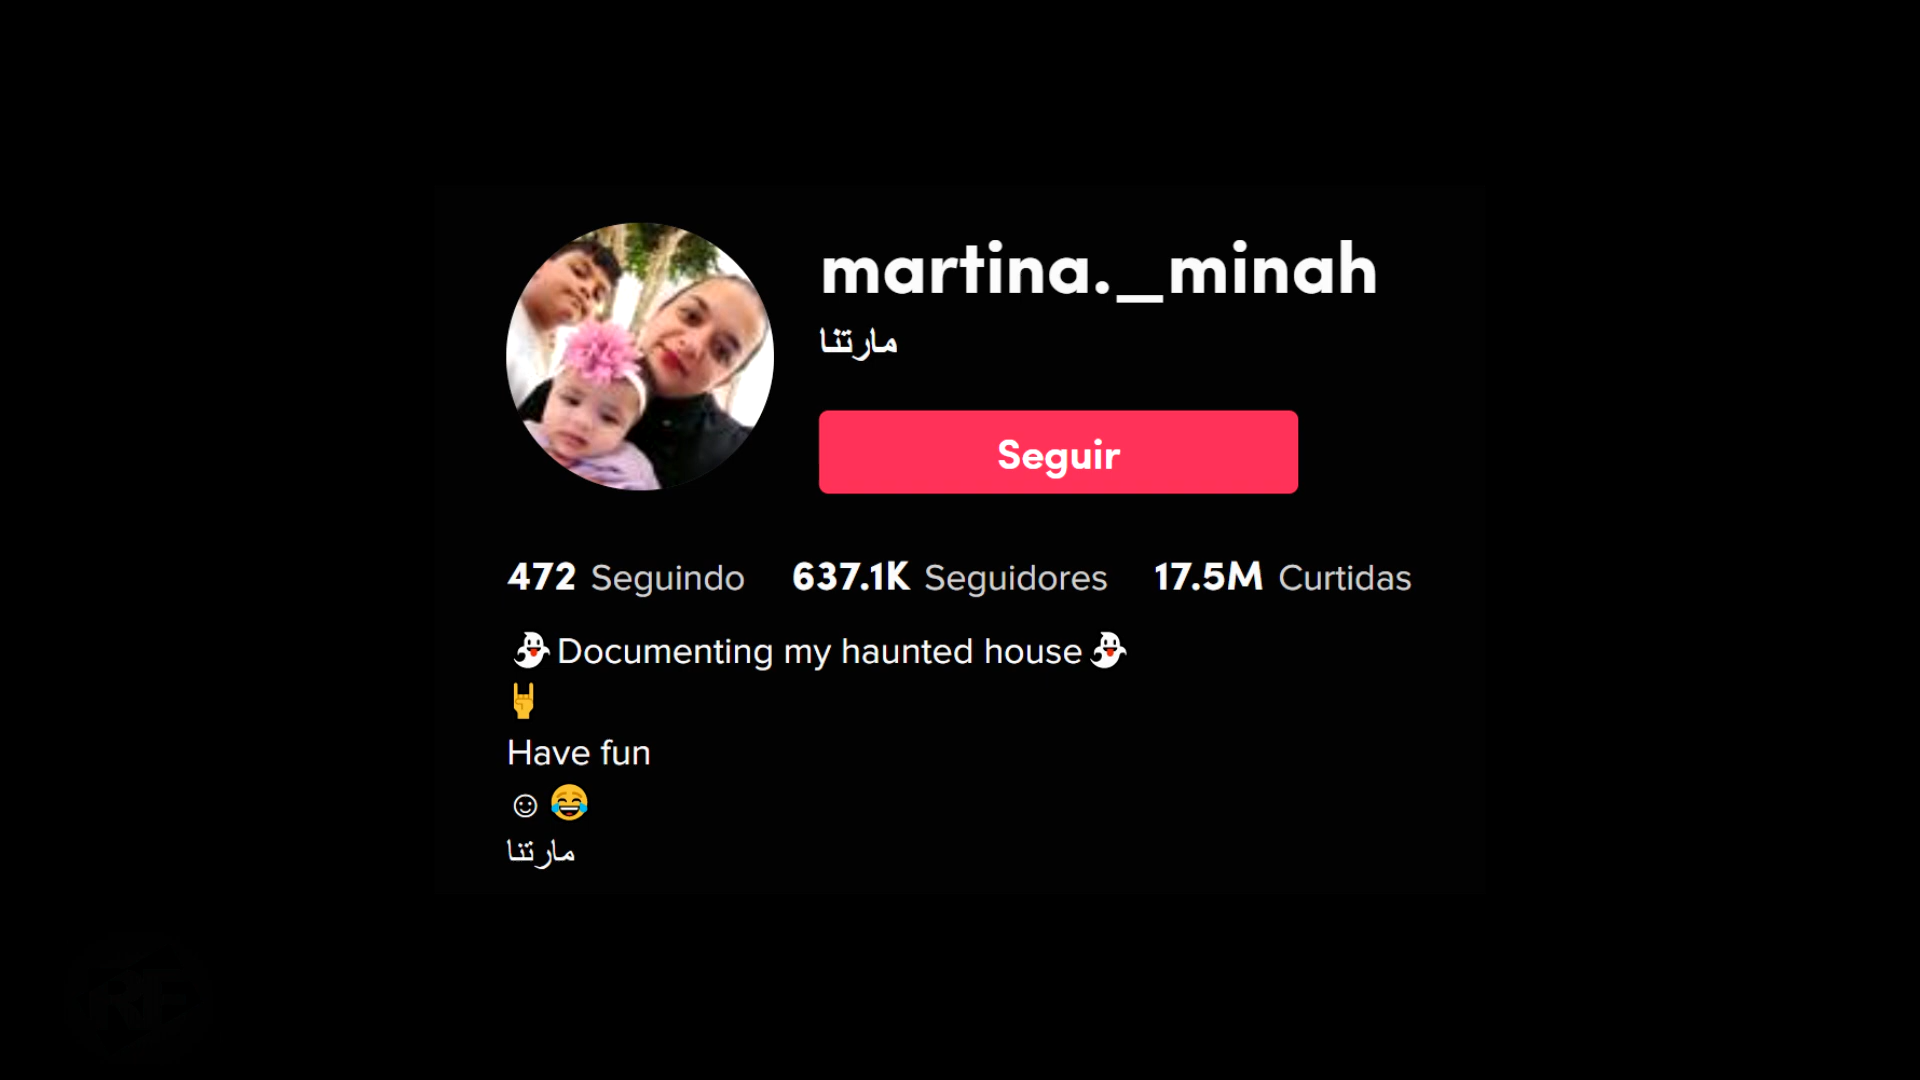 martina._minah
مارتنا
Seguir
472 Seguindo 637.1K Seguidores 17.5M Curtidas
👻Documenting my haunted house👻
🤘
Have fun
☺😂
مارتنا